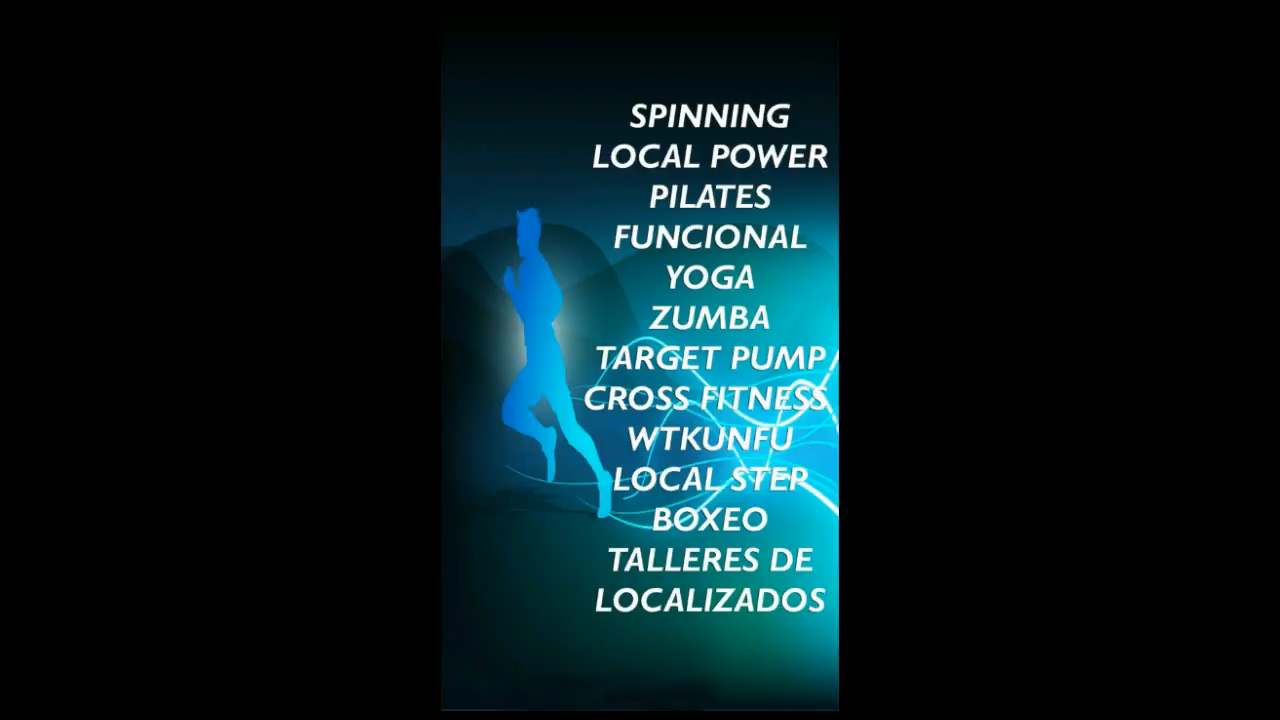 SPINNING
LOCAL POWER
PILATES
FUNCIONAL
YOGA
ZUMBA
TARGET PUMP
CROSS FITNESS
WTKUNFU
LOCAL STEP
BOXEO
TALLERES DE
LOCALIZADOS